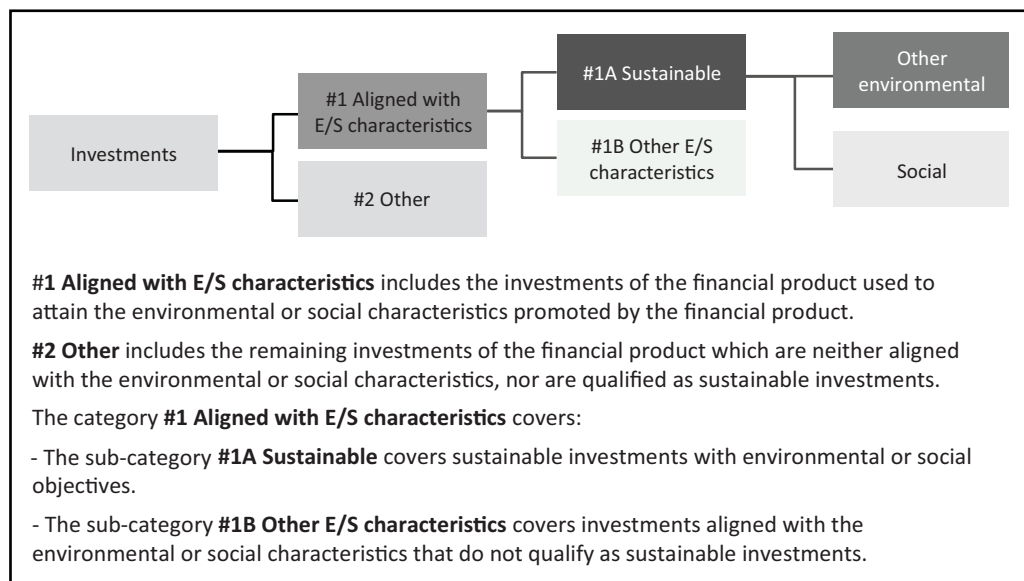 Investments
#1 Aligned with
E/S characteristics
#2 Other
#1A Sustainable
#1B Other E/S
characteristics
Other
environmental
Social
#1 Aligned with E/S characteristics includes the investments of the financial product used to
attain the environmental or social characteristics promoted by the financial product.
#2 Other includes the remaining investments of the financial product which are neither aligned
with the environmental or social characteristics, nor are qualified as sustainable investments.
The category #1 Aligned with E/S characteristics covers:
- The sub-category #1A Sustainable covers sustainable investments with environmental or social
objectives.
- The sub-category #1B Other E/S characteristics covers investments aligned with the
environmental or social characteristics that do not qualify as sustainable investments.